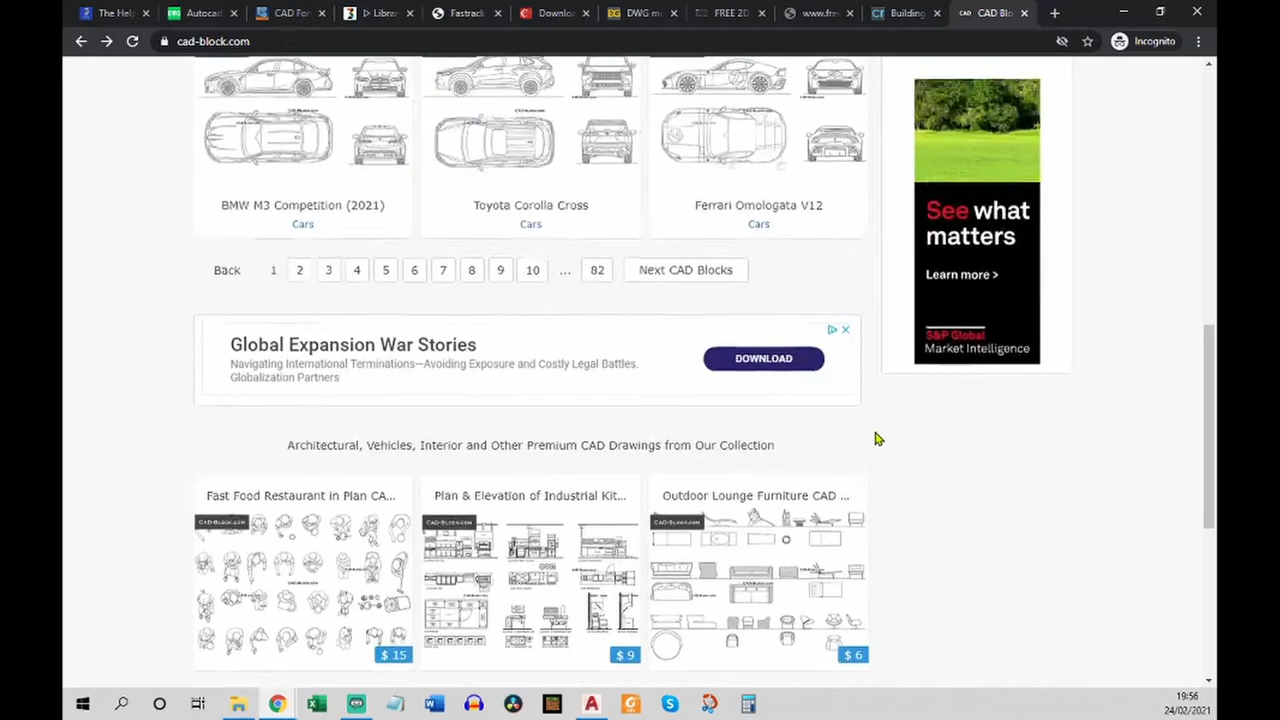 The Help
Autocad
CAD For
Librar
Fastrack
Downloa
DWG m
FREE 2D
www.fre
Building
CAD Blo
cad-block.com
Incognito
BMW M3 Competition (2021)
Cars
Toyota Corolla Cross
Cars
Ferrari Omologata V12
Cars
Back 1 2 3 4 5 6 7 8 9 10 ... 82 Next CAD Blocks
See what
matters
Learn more >
S&P Global
Market Intelligence
Global Expansion War Stories
Navigating International Terminations—Avoiding Exposure and Costly Legal Battles.
Globalization Partners
DOWNLOAD
Architectural, Vehicles, Interior and Other Premium CAD Drawings from Our Collection
Fast Food Restaurant in Plan CA...
CAD-BLOCK.COM
$ 15
Plan & Elevation of Industrial Kit...
CAD-BLOCK.COM
$ 9
Outdoor Lounge Furniture CAD ...
CAD-BLOCK.COM
$ 6
19:56
24/02/2021